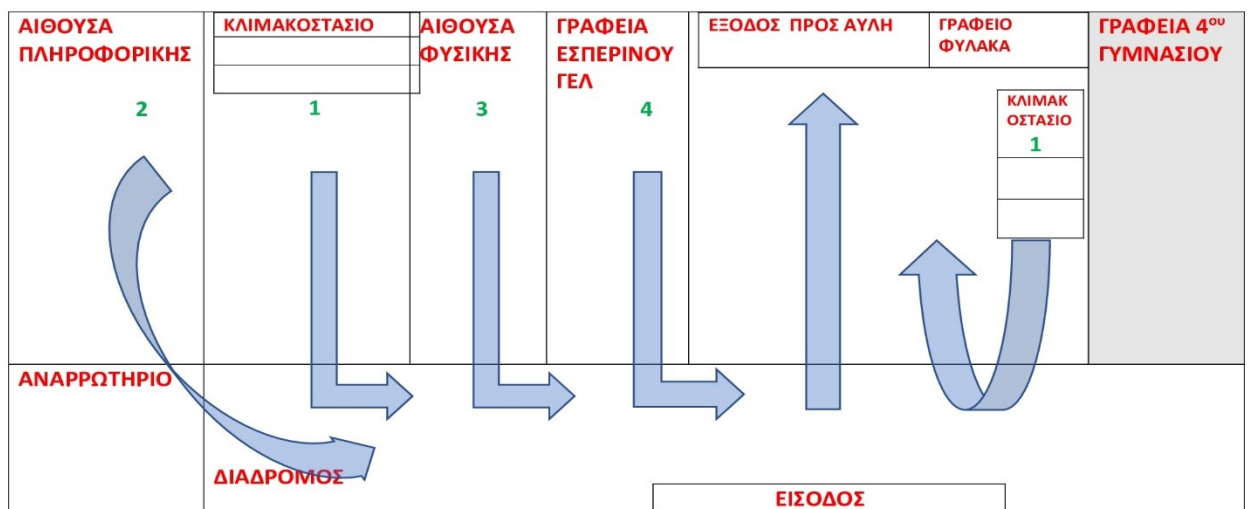 ΑΙΘΟΥΣΑ
ΠΛΗΡΟΦΟΡΙΚΗΣ
2
ΚΛΙΜΑΚΟΣΤΑΣΙΟ
1
ΑΙΘΟΥΣΑ
ΦΥΣΙΚΗΣ
3
ΓΡΑΦΕΙΑ
ΕΣΠΕΡΙΝΟΥ
ΓΕΛ
4
ΕΞΟΔΟΣ ΠΡΟΣ ΑΥΛΗ
ΓΡΑΦΕΙΟ
ΦΥΛΑΚΑ
ΚΛΙΜΑΚ
ΟΣΤΑΣΙΟ
1
ΓΡΑΦΕΙΑ 4ου
ΓΥΜΝΑΣΙΟΥ
ΑΝΑΡΡΩΤΗΡΙΟ
ΔΙΑΔΡΟΜΟΣ
ΕΙΣΟΔΟΣ